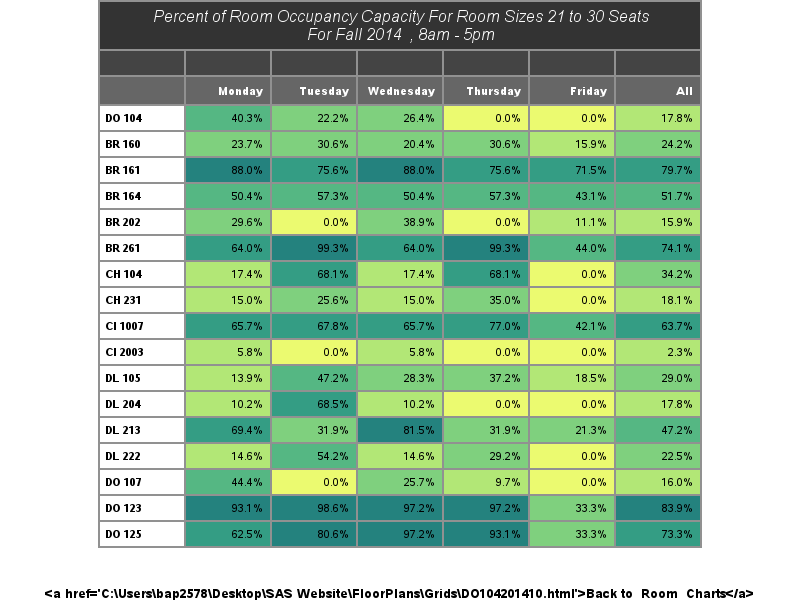 Percent of Room Occupancy Capacity For Room Sizes 21 to 30 Seats
For Fall 2014 , 8am - 5pm
Monday Tuesday Wednesday Thursday Friday All
DO 104 40.3% 22.2% 26.4% 0.0% 0.0% 17.8%
BR 160 23.7% 30.6% 20.4% 30.6% 15.9% 24.2%
BR 161 88.0% 75.6% 88.0% 75.6% 71.5% 79.7%
BR 164 50.4% 57.3% 50.4% 57.3% 43.1% 51.7%
BR 202 29.6% 0.0% 38.9% 0.0% 11.1% 15.9%
BR 261 64.0% 99.3% 64.0% 99.3% 44.0% 74.1%
CH 104 17.4% 68.1% 17.4% 68.1% 0.0% 34.2%
CH 231 15.0% 25.6% 15.0% 35.0% 0.0% 18.1%
CI 1007 65.7% 67.8% 65.7% 77.0% 42.1% 63.7%
CI 2003 5.8% 0.0% 5.8% 0.0% 0.0% 2.3%
DL 105 13.9% 47.2% 28.3% 37.2% 18.5% 29.0%
DL 204 10.2% 68.5% 10.2% 0.0% 0.0% 17.8%
DL 213 69.4% 31.9% 81.5% 31.9% 21.3% 47.2%
DL 222 14.6% 54.2% 14.6% 29.2% 0.0% 22.5%
DO 107 44.4% 0.0% 25.7% 9.7% 0.0% 16.0%
DO 123 93.1% 98.6% 97.2% 97.2% 33.3% 83.9%
DO 125 62.5% 80.6% 97.2% 93.1% 33.3% 73.3%
<a href='C:\Users\bap2578\Desktop\SAS Website\FloorPlans\Grids\DO104201410.html'>Back to Room Charts</a>